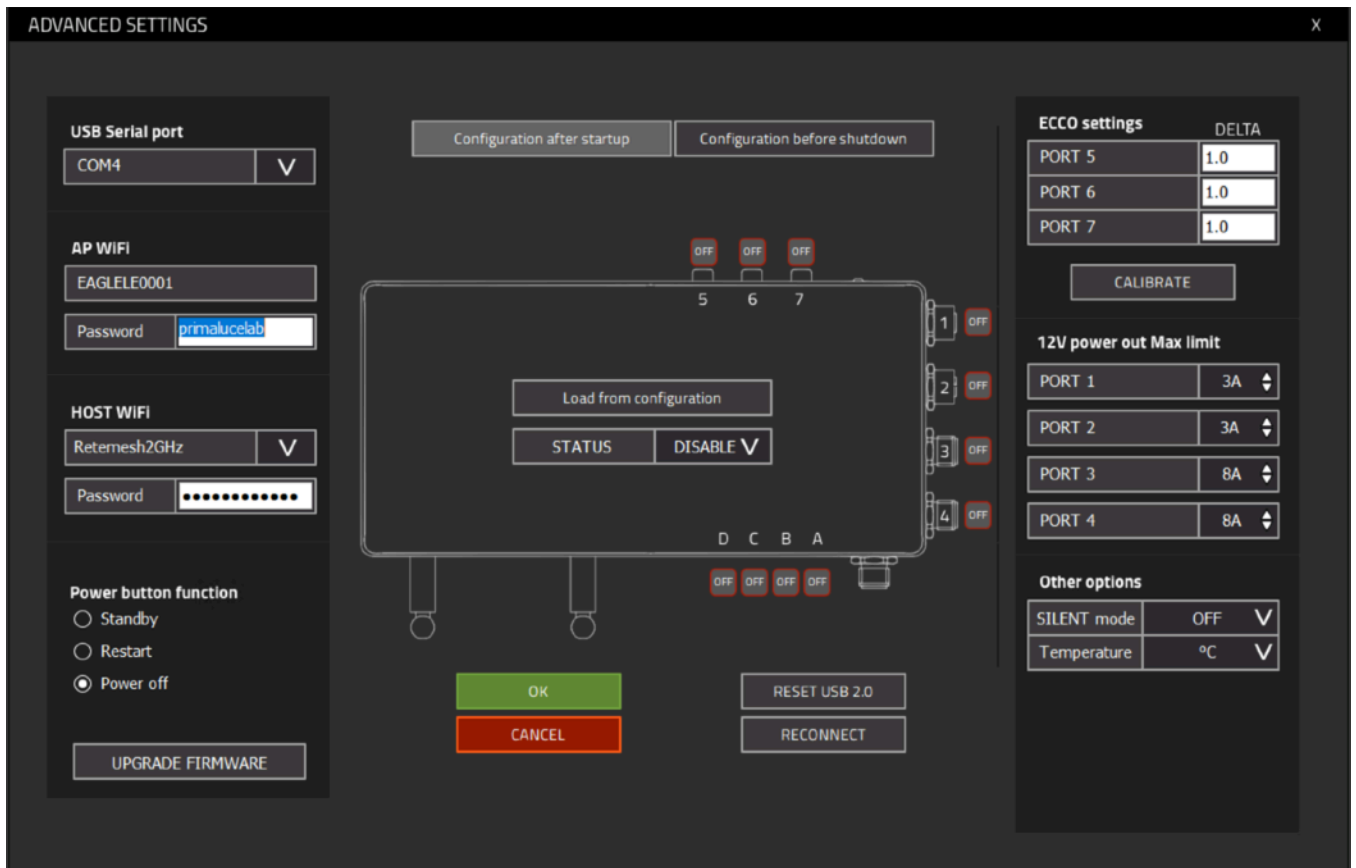 ADVANCED SETTINGS X
USB Serial port
COM4 V
AP WiFi
EAGLELE0001
Password primalucelab
HOST WiFi
Retemesh2GHz V
Password ●●●●●●●●●●●●
Power button function
Standby
Restart
Power off
UPGRADE FIRMWARE
Configuration after startup Configuration before shutdown
OFF OFF OFF
5 6 7
1 OFF
2 OFF
3 OFF
4 OFF
Load from configuration
STATUS DISABLE V
D C B A
OFF OFF OFF OFF
OK
CANCEL
RESET USB 2.0
RECONNECT
ECCO settings DELTA
PORT 5 1.0
PORT 6 1.0
PORT 7 1.0
CALIBRATE
12V power out Max limit
PORT 1 3A
PORT 2 3A
PORT 3 8A
PORT 4 8A
Other options
SILENT mode OFF V
Temperature °C V